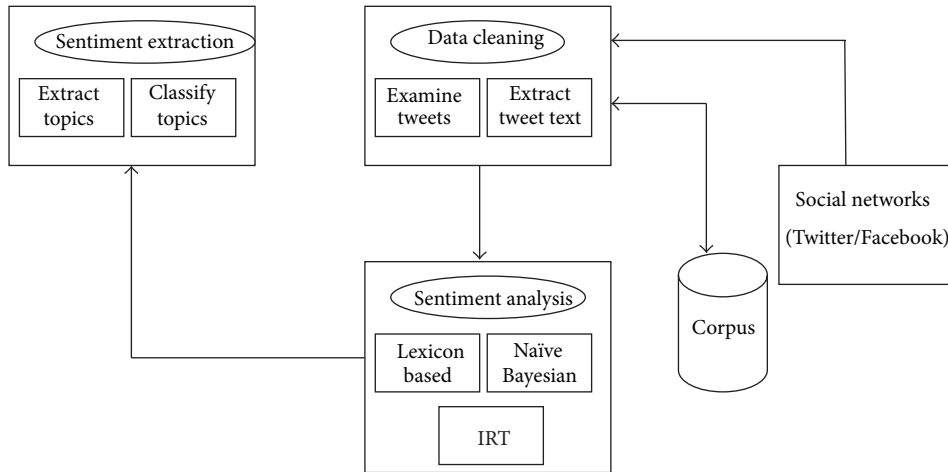 Sentiment extraction
Extract
topics
Classify
topics
Data cleaning
Examine
tweets
Extract
tweet text
Social networks
(Twitter/Facebook)
Sentiment analysis
Lexicon
based
Naïve
Bayesian
IRT
Corpus